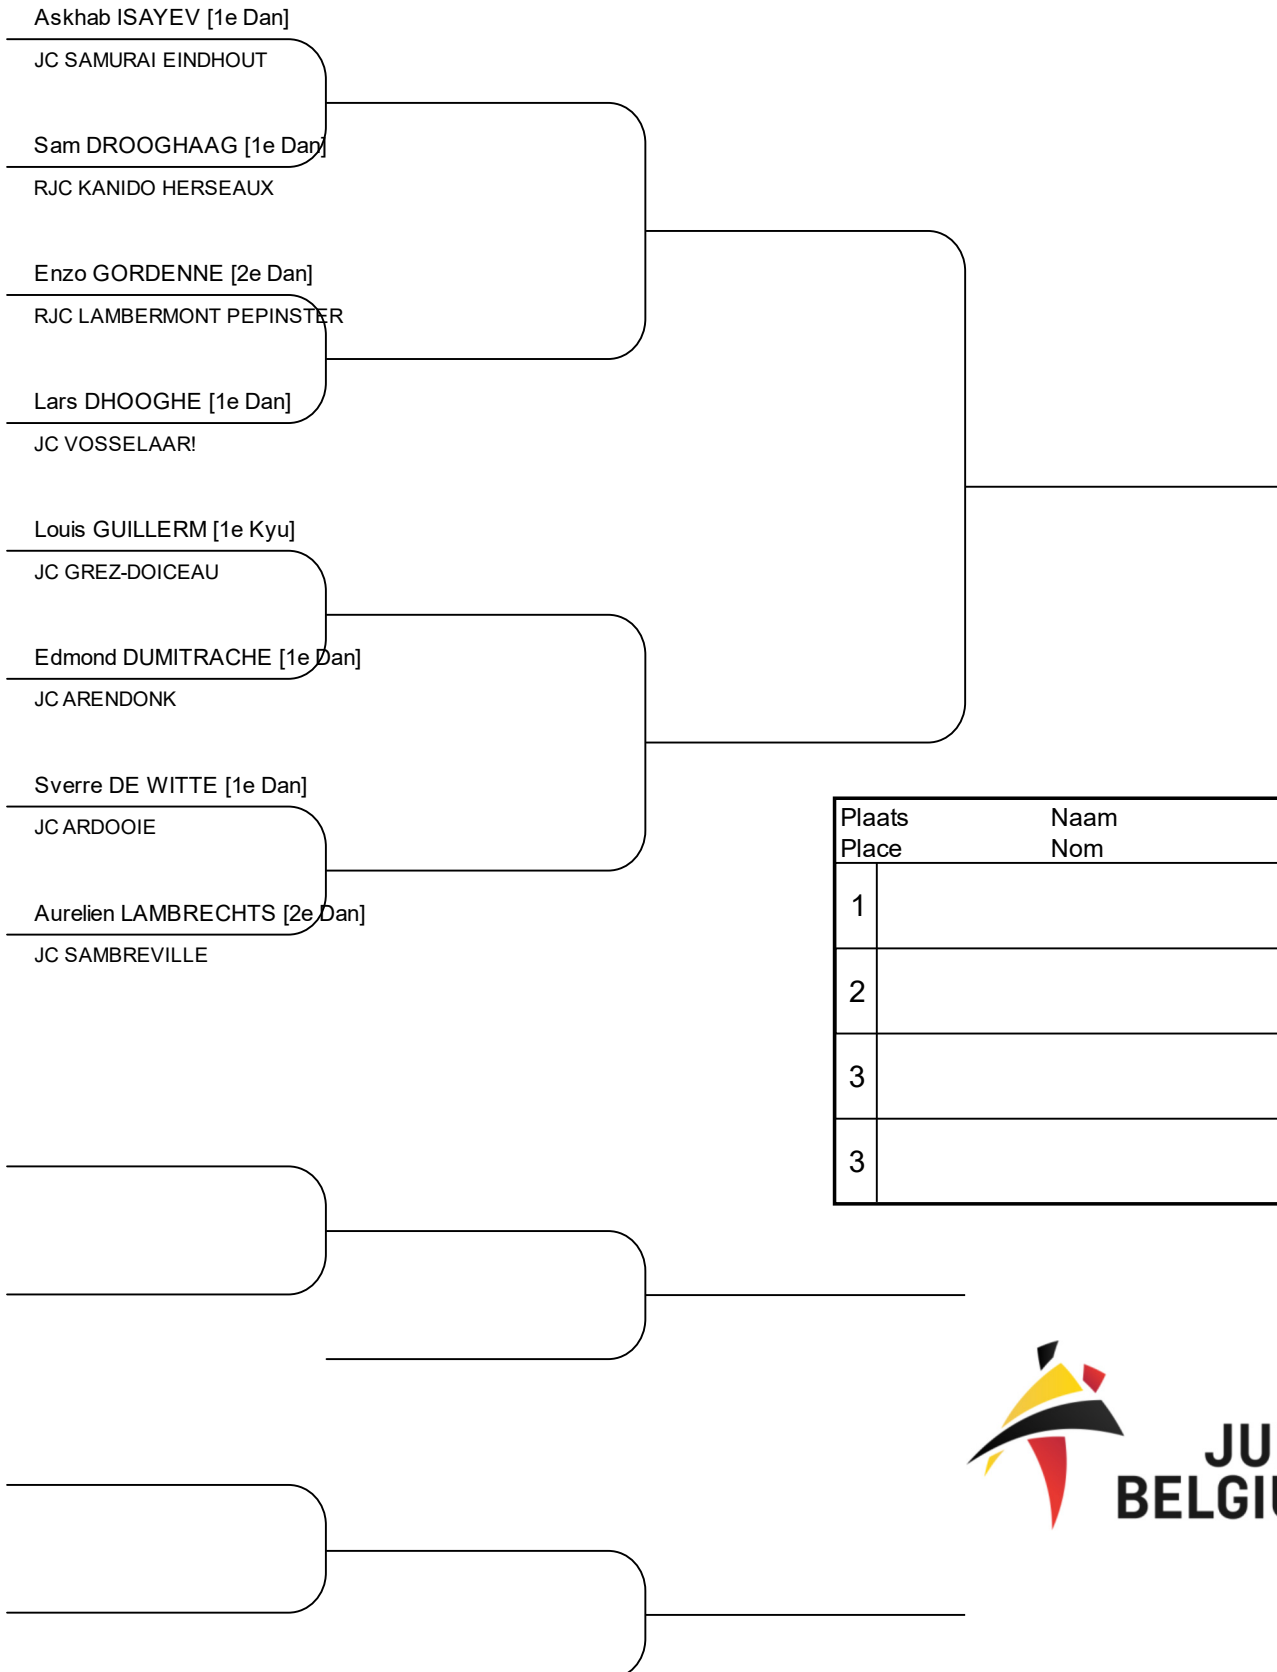 Askhab ISAYEV [1e Dan]
JC SAMURAI EINDHOUT
Sam DROOGHAAG [1e Dan]
RJC KANIDO HERSEAUX
Enzo GORDENNE [2e Dan]
RJC LAMBERMONT PEPINSTER
Lars DHOOGHE [1e Dan]
JC VOSSELAAR!
Louis GUILLERM [1e Kyu]
JC GREZ-DOICEAU
Edmond DUMITRACHE [1e Dan]
JC ARENDONK
Sverre DE WITTE [1e Dan]
JC ARDOOIE
Aurelien LAMBRECHTS [2e Dan]
JC SAMBREVILLE
Plaats Naam
Place Nom
1
2
3
3
JU
BELGIU